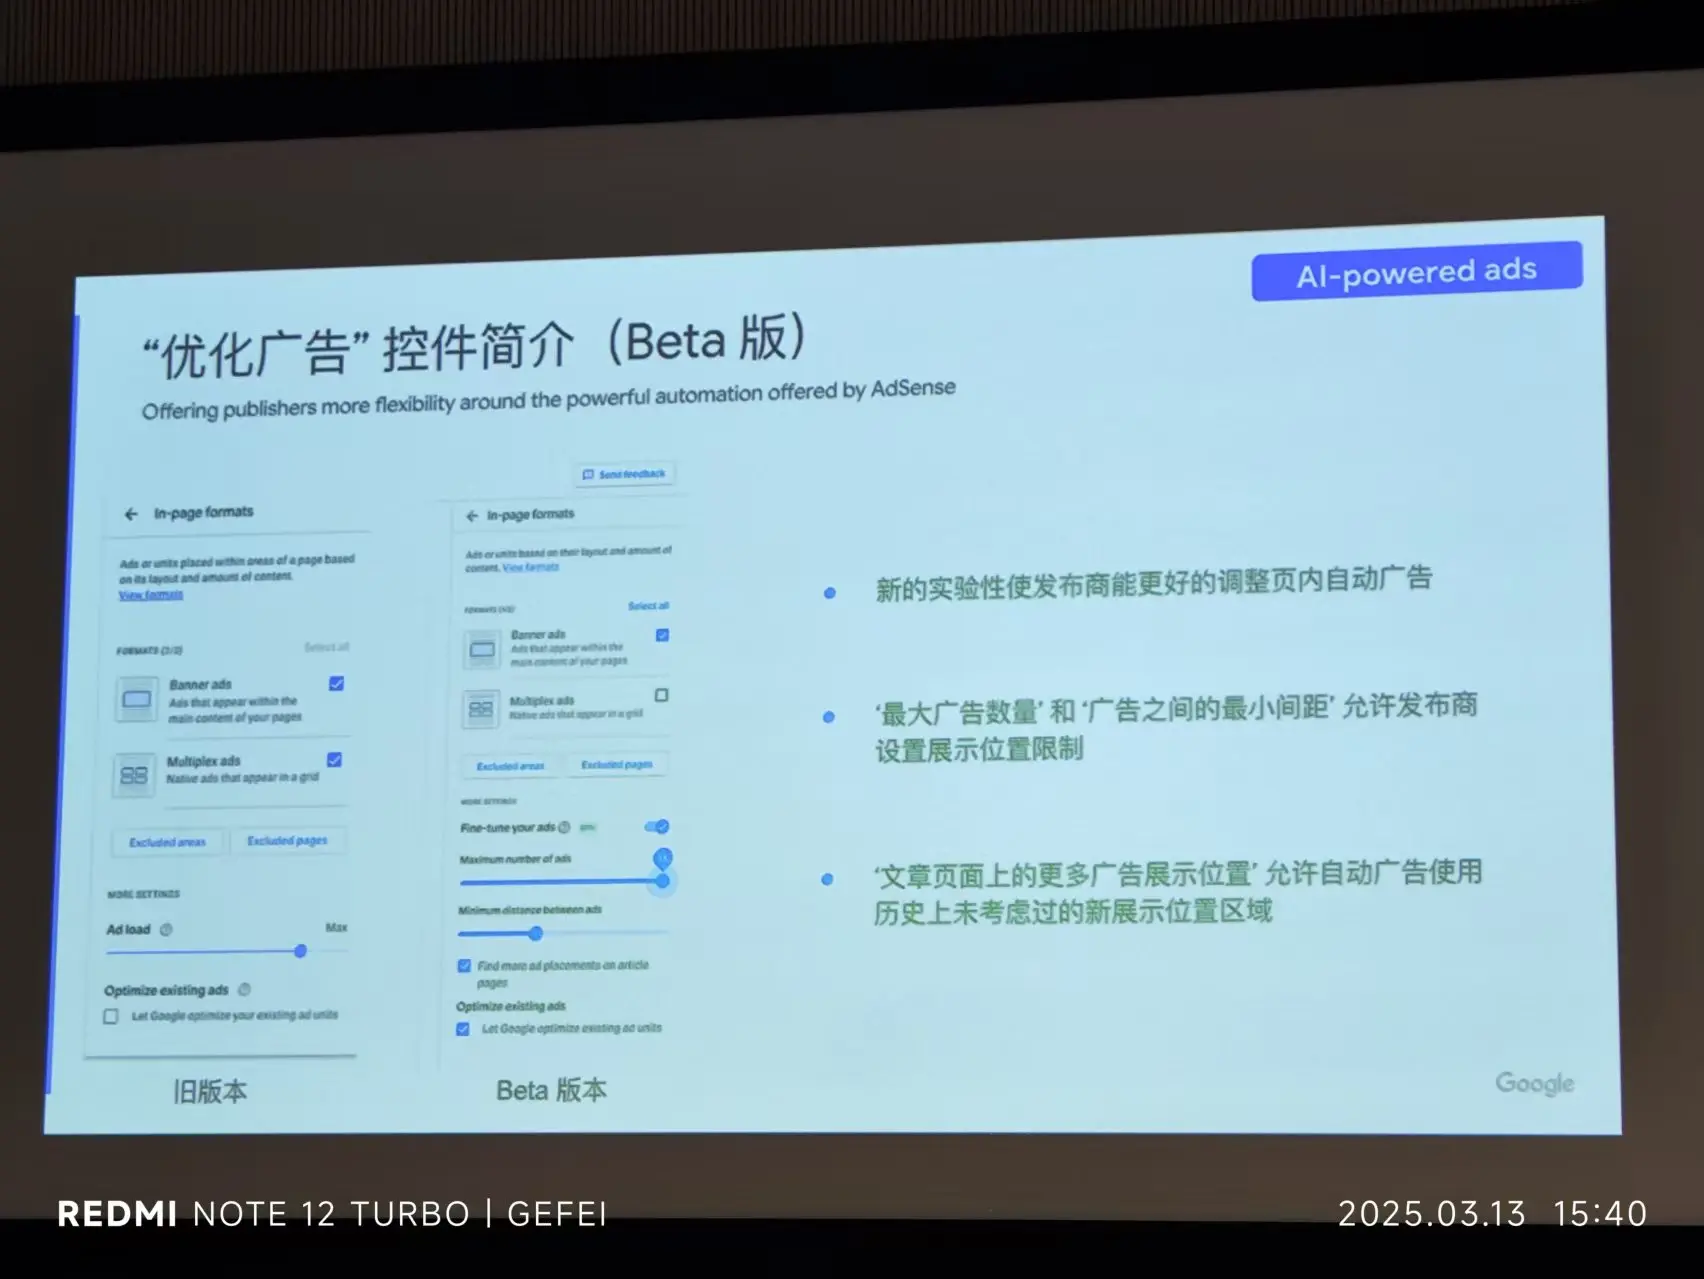 AI-powered ads
“优化广告” 控件简介（Beta 版）
Offering publishers more flexibility around the powerful automation offered by AdSense
In-page formats
Ads or units placed within areas of a page based
on its layout and amount of content.
View formats
FORMATS (2/2)
Select all
Banner ads
Ads that appear within the
main content of your pages
Multiplex ads
Native ads that appear in a grid
Excluded areas
Excluded pages
MORE SETTINGS
Ad load
Max
Optimize existing ads
Let Google optimize your existing ad units
旧版本
Send feedback
In-page formats
Ads or units based on their layout and amount of
content. View formats
FORMATS
Select all
Banner ads
Ads that appear within the
main content of your pages
Multiplex ads
Native ads that appear in a grid
Excluded areas
Excluded pages
MORE SETTINGS
Fine-tune your ads
Maximum number of ads
Minimum distance between ads
Find more ad placements on article
pages
Optimize existing ads
Let Google optimize existing ad units
Beta 版本
新的实验性使发布商能更好的调整页内自动广告
‘最大广告数量’ 和 ‘广告之间的最小间距’ 允许发布商
设置展示位置限制
‘文章页面上的更多广告展示位置’ 允许自动广告使用
历史上未考虑过的新展示位置区域
Google
REDMI NOTE 12 TURBO | GEFEI
2025.03.13 15:40